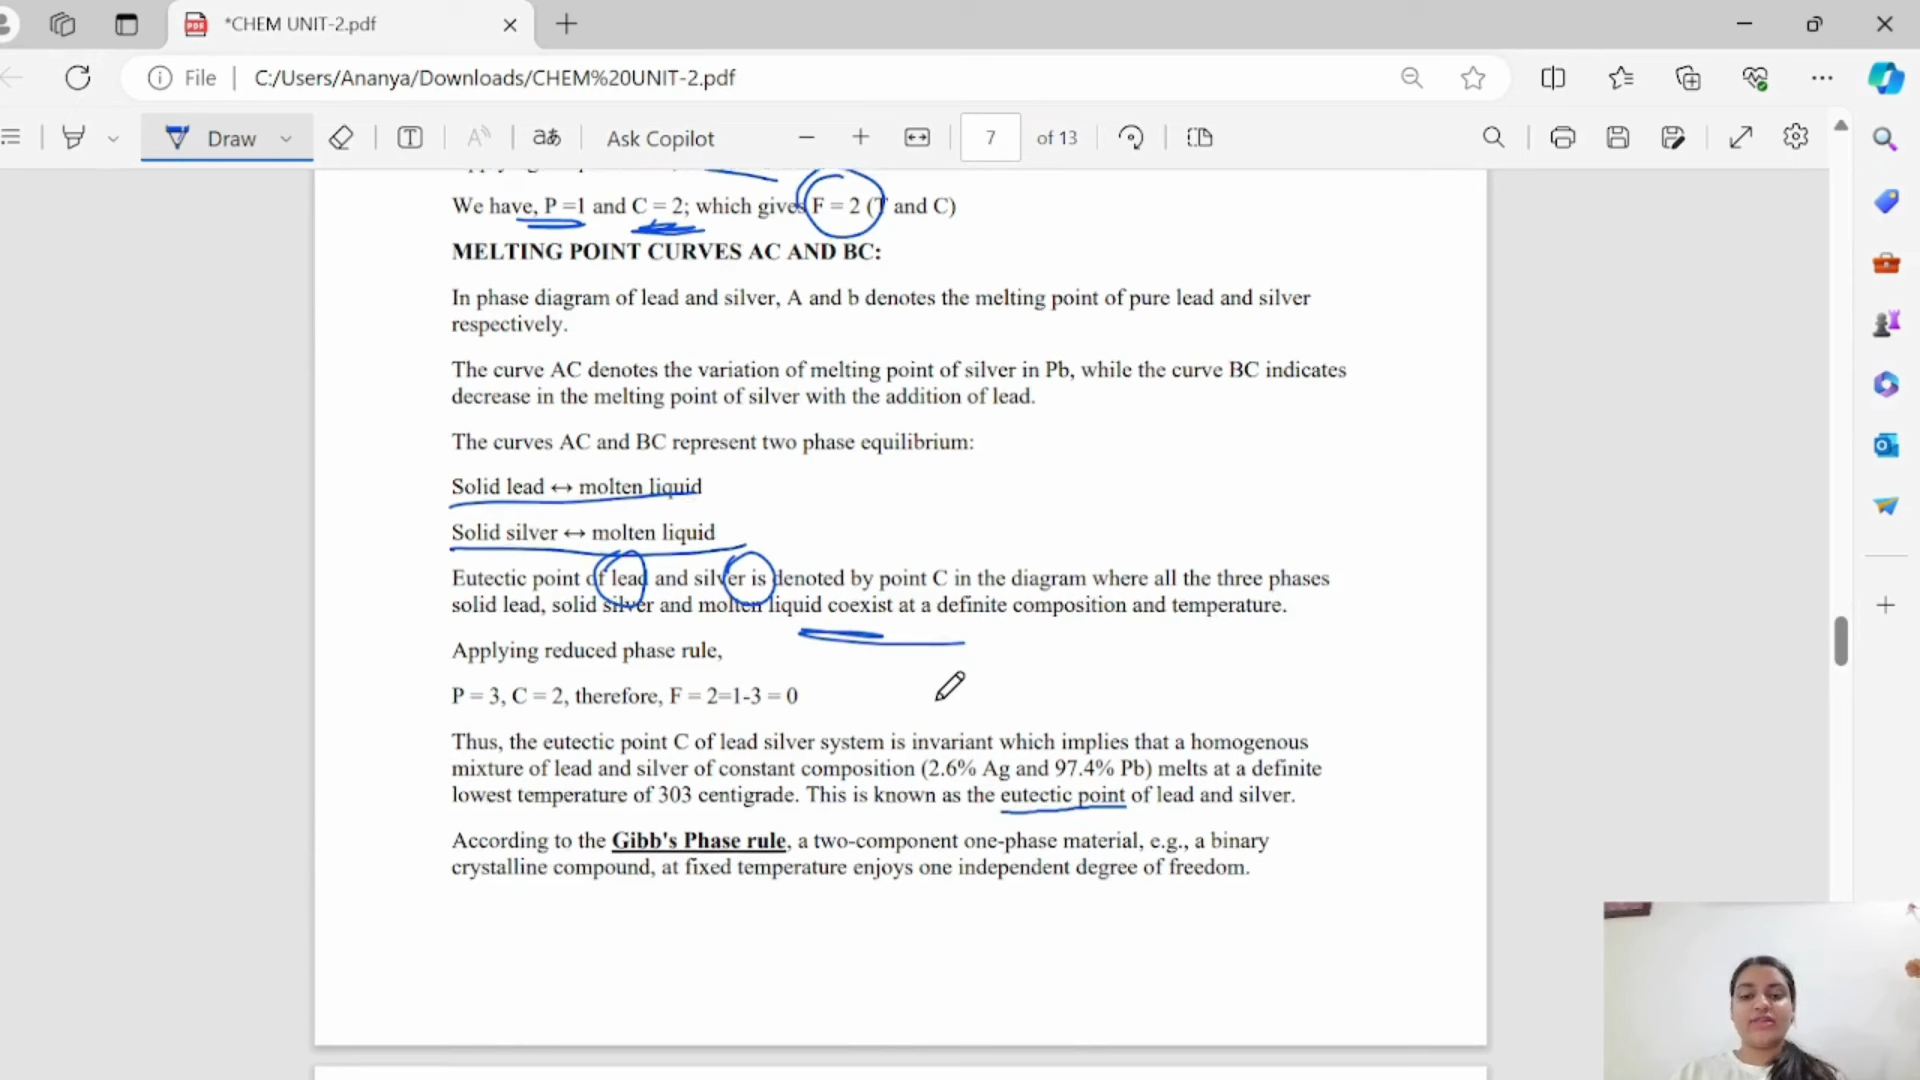 *CHEM UNIT-2.pdf
File
C:/Users/Ananya/Downloads/CHEM%20UNIT-2.pdf
Draw
Ask Copilot
7 of 13
We have, P =1 and C = 2; which gives F = 2 (T and C)
MELTING POINT CURVES AC AND BC:
In phase diagram of lead and silver, A and b denotes the melting point of pure lead and silver
respectively.
The curve AC denotes the variation of melting point of silver in Pb, while the curve BC indicates
decrease in the melting point of silver with the addition of lead.
The curves AC and BC represent two phase equilibrium:
Solid lead ↔ molten liquid
Solid silver ↔ molten liquid
Eutectic point of lead and silver is denoted by point C in the diagram where all the three phases
solid lead, solid silver and molten liquid coexist at a definite composition and temperature.
Applying reduced phase rule,
P = 3, C = 2, therefore, F = 2=1-3 = 0
Thus, the eutectic point C of lead silver system is invariant which implies that a homogenous
mixture of lead and silver of constant composition (2.6% Ag and 97.4% Pb) melts at a definite
lowest temperature of 303 centigrade. This is known as the eutectic point of lead and silver.
According to the Gibb's Phase rule, a two-component one-phase material, e.g., a binary
crystalline compound, at fixed temperature enjoys one independent degree of freedom.